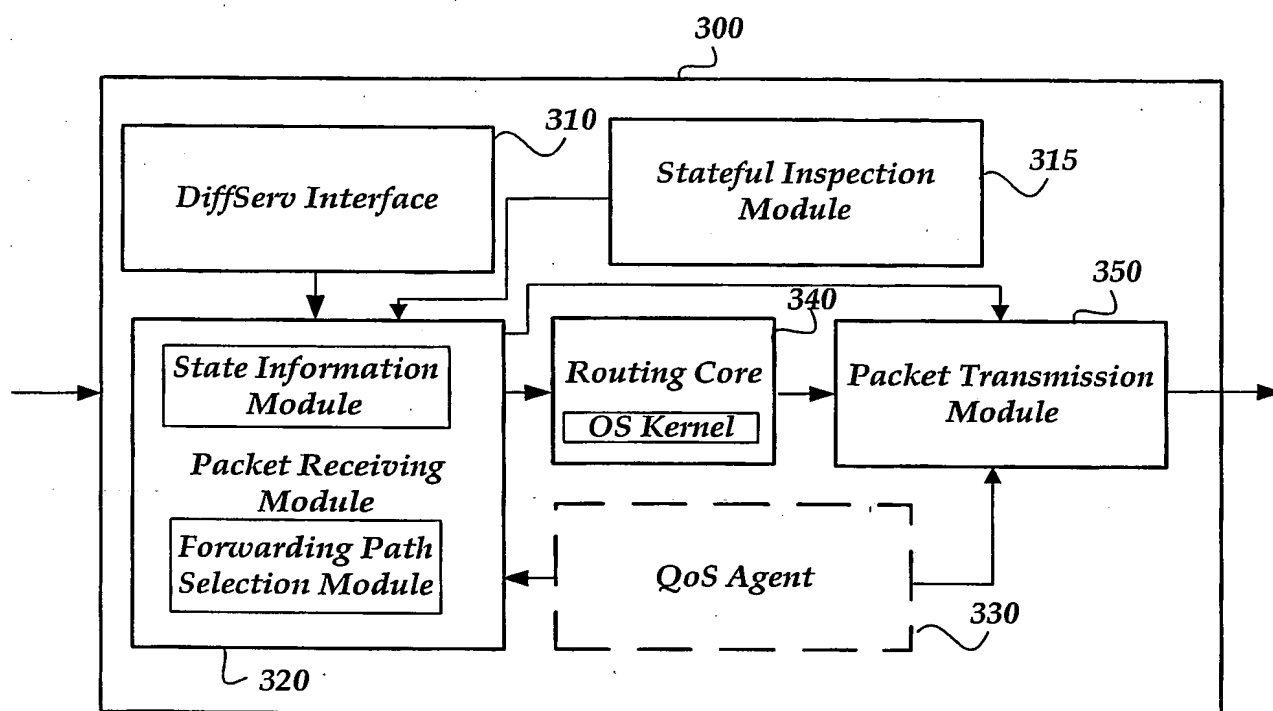 300
310
DiffServ Interface
Stateful Inspection
Module
315
350
340
State Information
Module
Routing Core
OS Kernel
Packet Transmission
Module
Packet Receiving
Module
Forwarding Path
Selection Module
QoS Agent
330
320